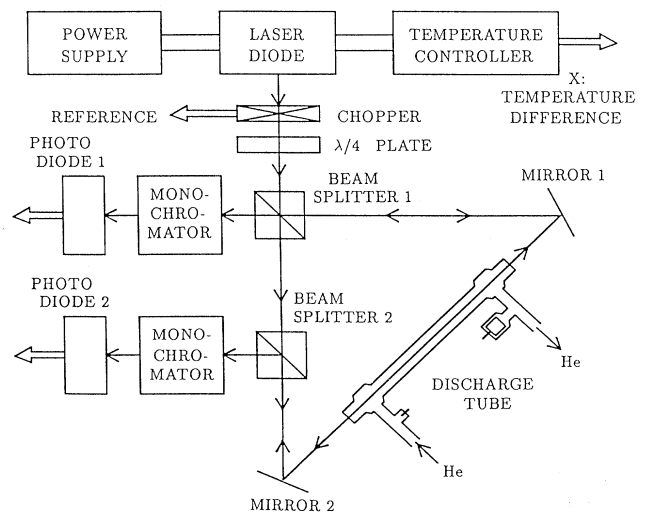 POWER
SUPPLY
LASER
DIODE
TEMPERATURE
CONTROLLER
X:
TEMPERATURE
DIFFERENCE
REFERENCE
CHOPPER
λ/4 PLATE
PHOTO
DIODE 1
MONO-
CHRO-
MATOR
BEAM
SPLITTER 1
MIRROR 1
PHOTO
DIODE 2
MONO-
CHRO-
MATOR
BEAM
SPLITTER 2
He
DISCHARGE
TUBE
He
MIRROR 2